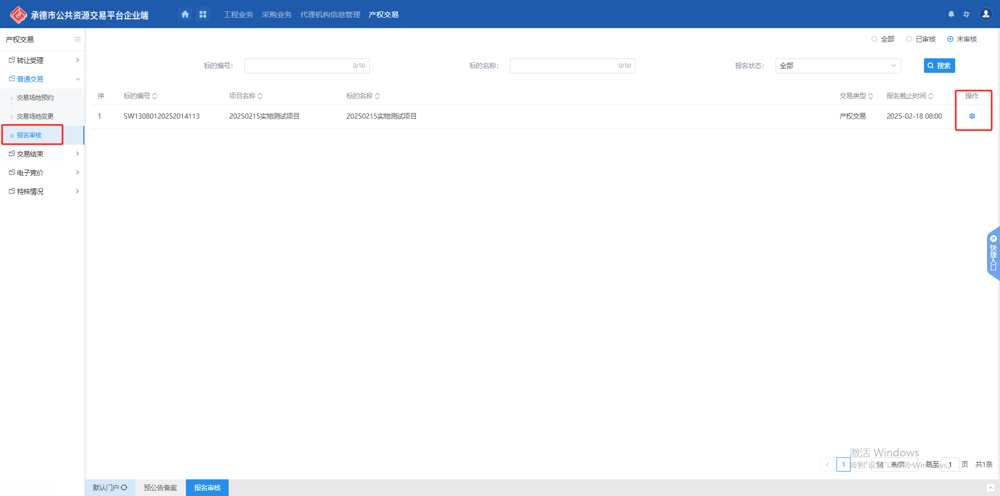 承德市公共资源交易平台企业端
工程业务 采购业务 代理机构信息管理 产权交易
产权交易
全部 已审核 未审核
转让受理
普通交易
交易场地预约
交易场地变更
报名审核
交易结束
电子竞价
特殊情况
标的编号： 0/50 标的名称： 0/50 报名状态： 全部 搜索
序 标的编号 项目名称 标的名称 交易类型 报名截止时间 操作
1 SW13080120252014113 20250215实物测试项目 20250215实物测试项目 产权交易 2025-02-18 08:00
快捷入口
激活 Windows
转到"设置"以激活 Windows。
1 14 条/页 跳至 1 页 共1条
默认门户 预公告备案 报名审核